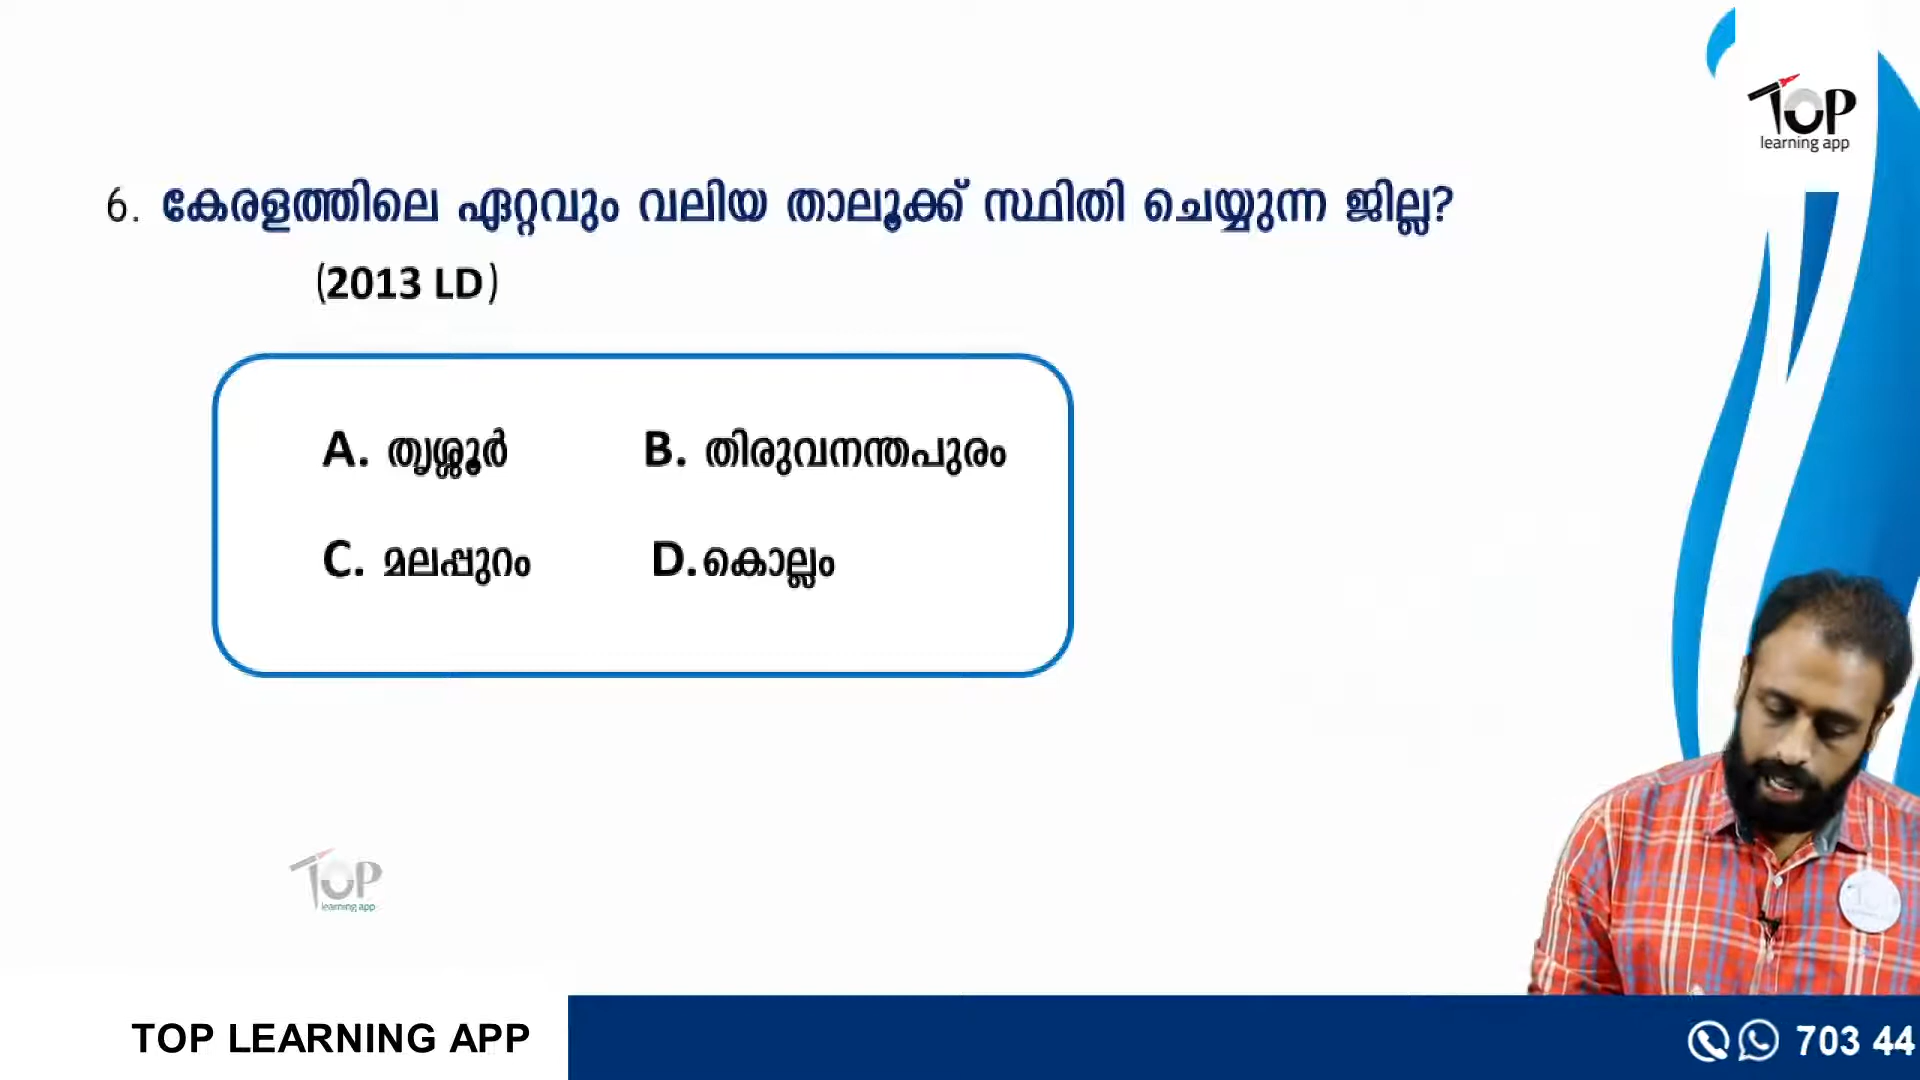 TOP
learning app
6. കേരളത്തിലെ ഏറ്റവും വലിയ താലൂക്ക് സ്ഥിതി ചെയ്യുന്ന ജില്ല?
(2013 LD)
A. തൃശ്ശൂർ B. തിരുവനന്തപുരം
C. മലപ്പുറം D.കൊല്ലം
TOP
learning app
TOP LEARNING APP
703 44